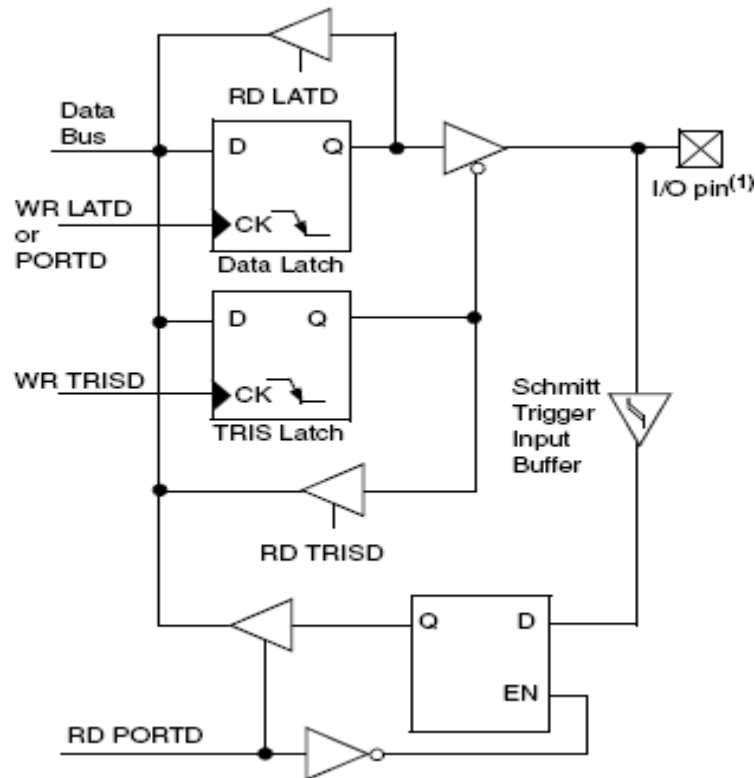 RD LATD
Data
Bus
D Q
I/O pin(1)
WR LATD
or
PORTD
CK
Data Latch
D Q
WR TRISD
CK
TRIS Latch
Schmitt
Trigger
Input
Buffer
RD TRISD
Q D
EN
RD PORTD